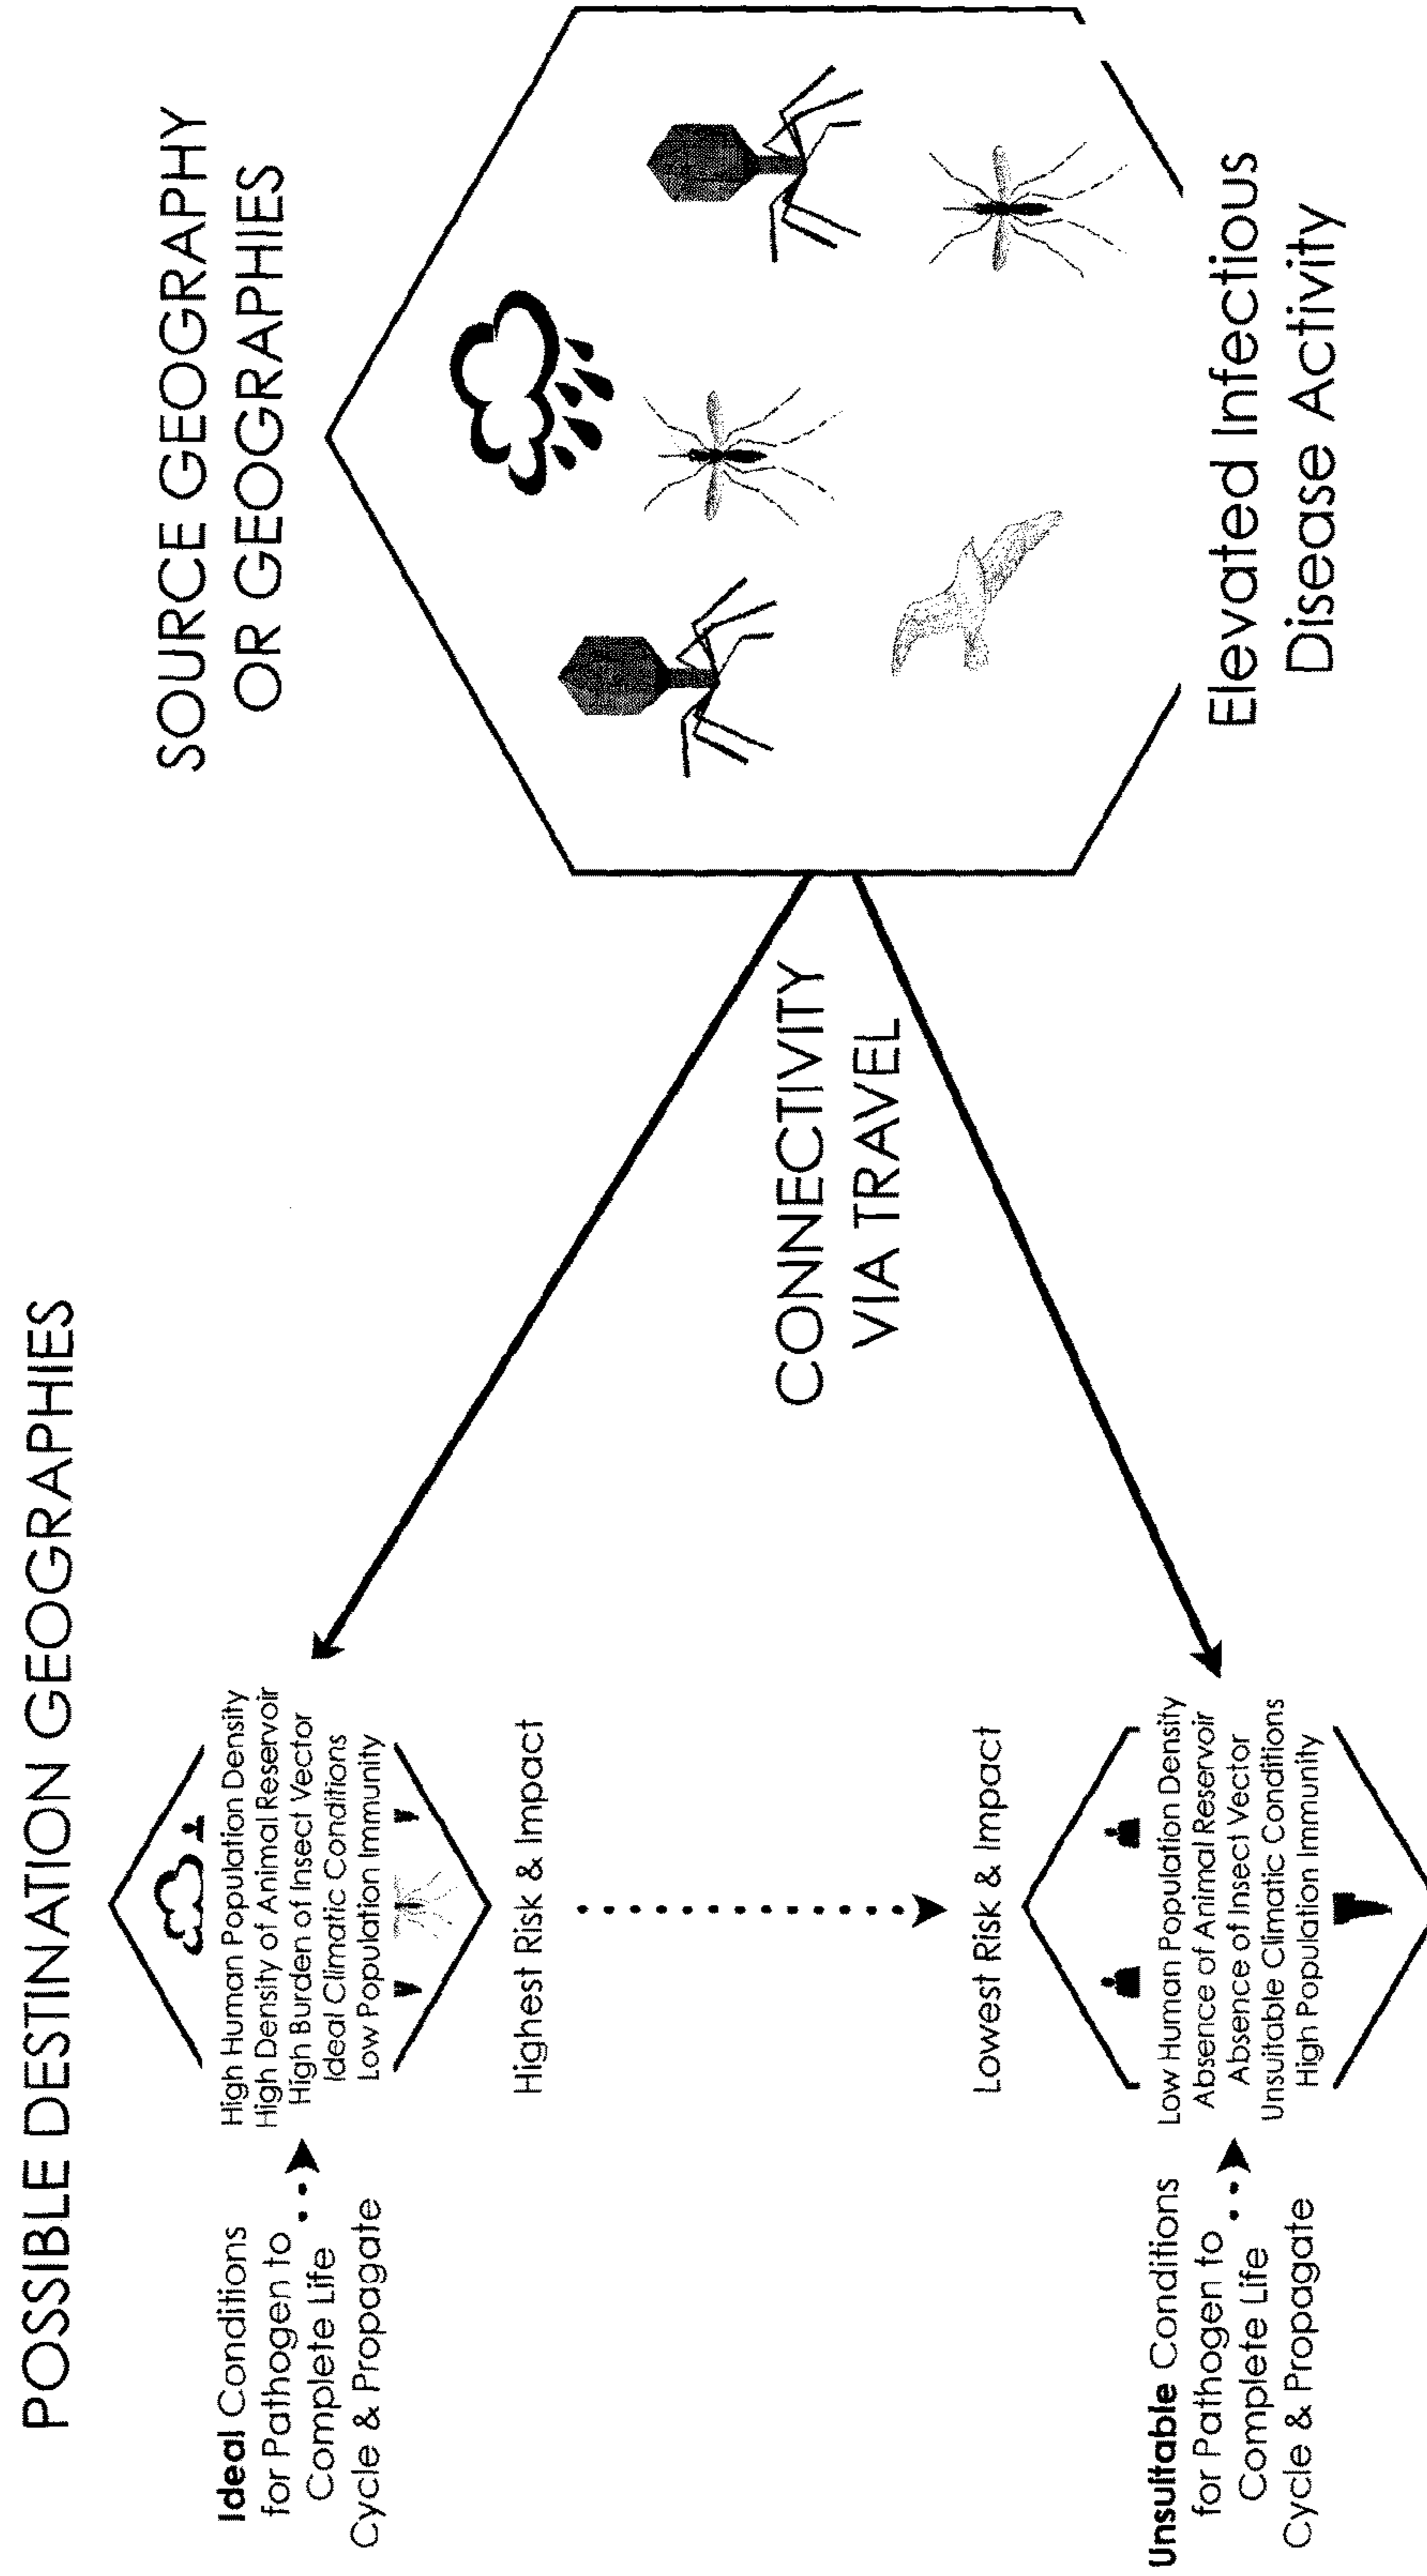 POSSIBLE DESTINATION GEOGRAPHIES
Ideal Conditions
for Pathogen to
Complete Life
Cycle & Propagate
High Human Population Density
High Density of Animal Reservoir
High Burden of Insect Vector
Ideal Climatic Conditions
Low Population Immunity
Highest Risk & Impact
Lowest Risk & Impact
Unsuitable Conditions
for Pathogen to
Complete Life
Cycle & Propagate
Low Human Population Density
Absence of Animal Reservoir
Absence of Insect Vector
Unsuitable Climatic Conditions
High Population Immunity
CONNECTIVITY
VIA TRAVEL
SOURCE GEOGRAPHY
OR GEOGRAPHIES
Elevated Infectious
Disease Activity